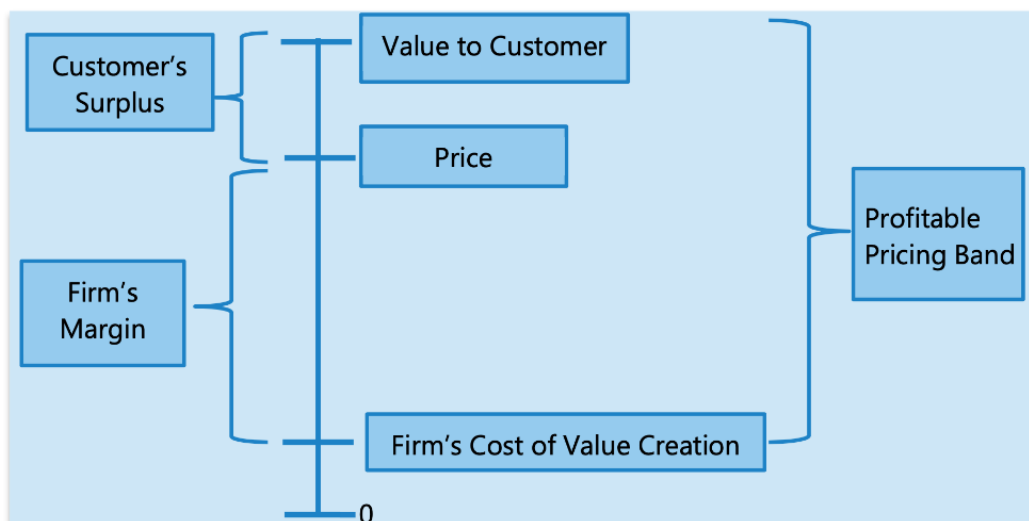 Customer's
Surplus
Value to Customer
Price
Profitable
Pricing Band
Firm's
Margin
Firm's Cost of Value Creation
0